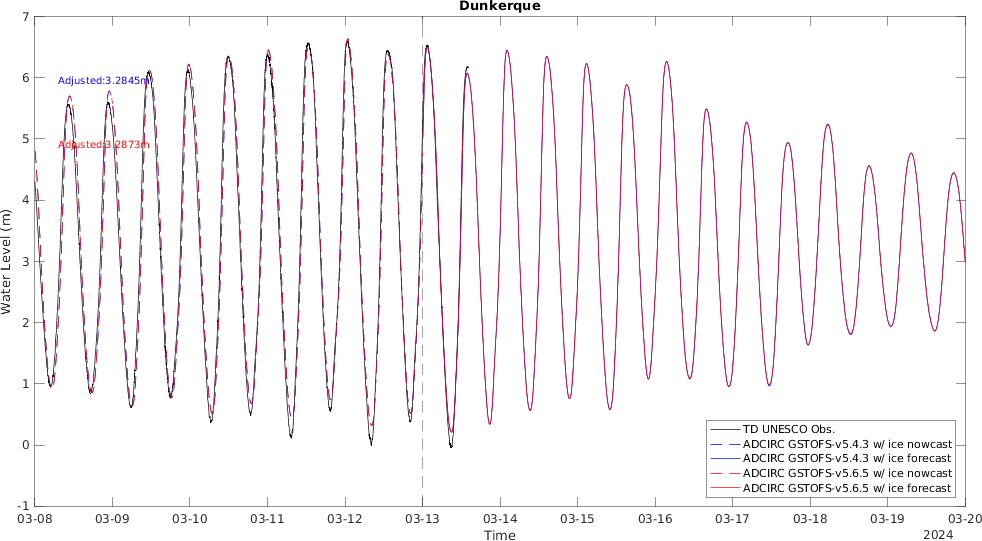 Dunkerque
7
6
5
4
3
2
1
0
-1
Water Level (m)
Adjusted:3.2845m
Adjusted:3.2873m
TD UNESCO Obs.
ADCIRC GSTOFS-v5.4.3 w/ ice nowcast
ADCIRC GSTOFS-v5.4.3 w/ ice forecast
ADCIRC GSTOFS-v5.6.5 w/ ice nowcast
ADCIRC GSTOFS-v5.6.5 w/ ice forecast
03-08 03-09 03-10 03-11 03-12 03-13 03-14 03-15 03-16 03-17 03-18 03-19 03-20
Time
2024